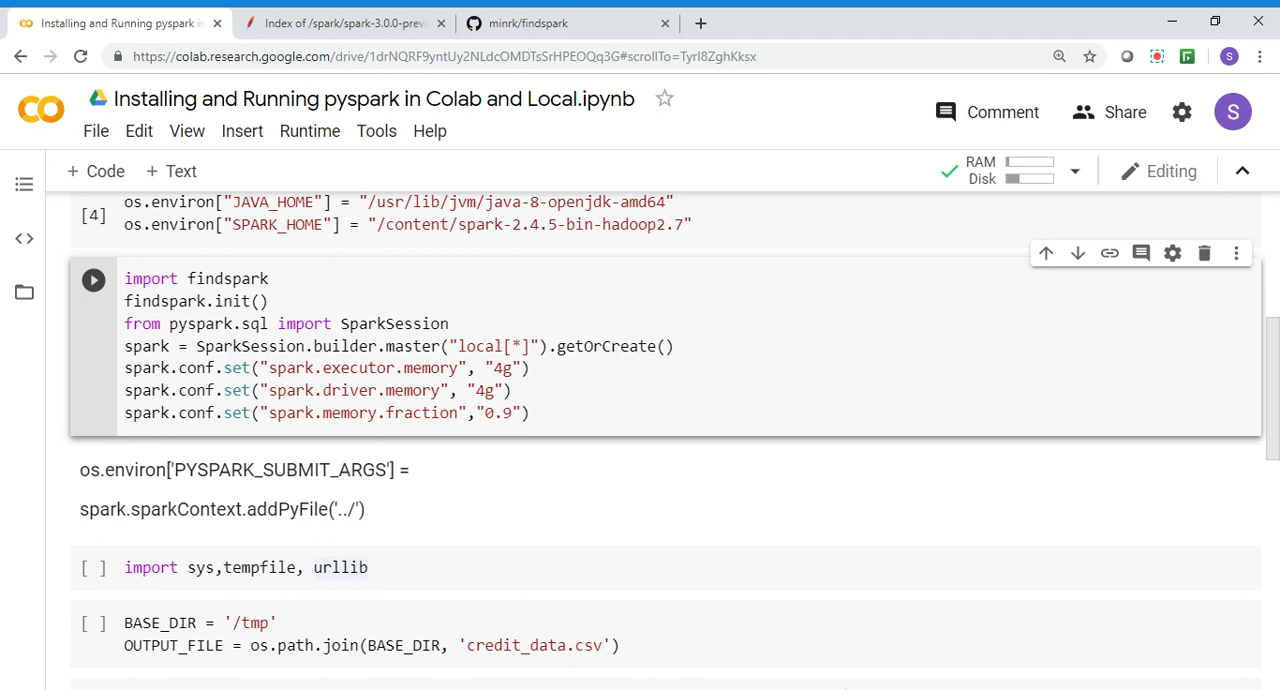 Installing and Running pyspark in
Index of /spark/spark-3.0.0-previ
minrk/findspark
https://colab.research.google.com/drive/1drNQRF9yntUy2NLdcOMDTsSrHPEOQq3G#scrollTo=TyrI8ZghKksx
S
Installing and Running pyspark in Colab and Local.ipynb
Comment
Share
S
File Edit View Insert Runtime Tools Help
+ Code + Text
RAM
Disk
Editing
os.environ["JAVA_HOME"] = "/usr/lib/jvm/java-8-openjdk-amd64"
[4]
os.environ["SPARK_HOME"] = "/content/spark-2.4.5-bin-hadoop2.7"
import findspark
findspark.init()
from pyspark.sql import SparkSession
spark = SparkSession.builder.master("local[*]").getOrCreate()
spark.conf.set("spark.executor.memory", "4g")
spark.conf.set("spark.driver.memory", "4g")
spark.conf.set("spark.memory.fraction","0.9")
os.environ['PYSPARK_SUBMIT_ARGS'] =
spark.sparkContext.addPyFile('../')
[ ] import sys,tempfile, urllib
[ ] BASE_DIR = '/tmp'
OUTPUT_FILE = os.path.join(BASE_DIR, 'credit_data.csv')